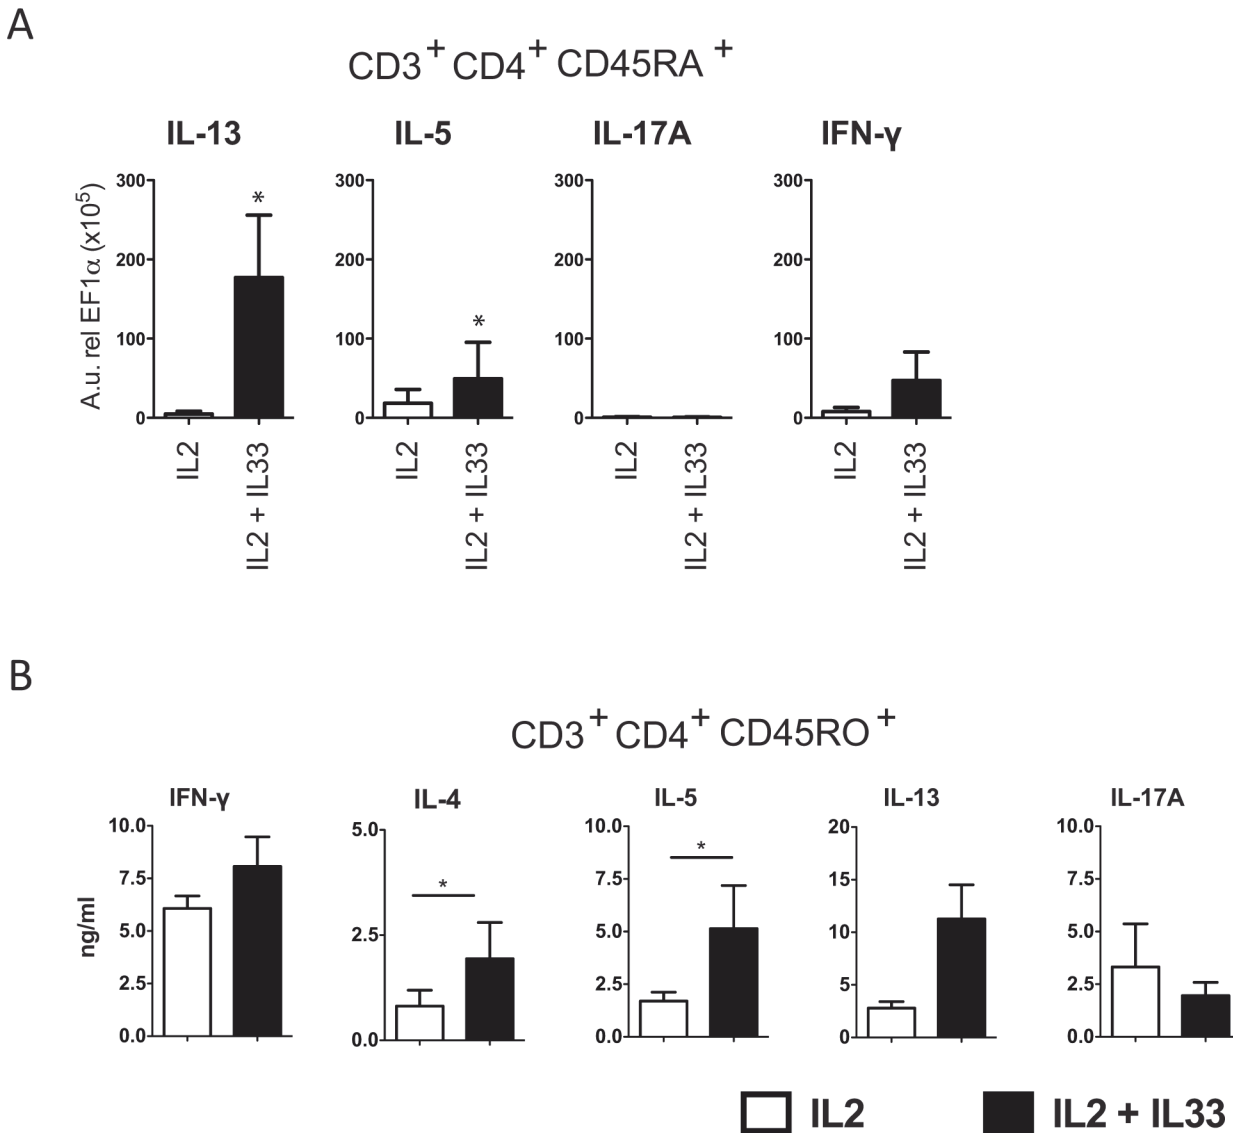 A
CD3+ CD4+ CD45RA+
IL-13 IL-5 IL-17A IFN-γ
A.u. rel EF1α (x10⁵)
300 300 300 300
200 200 200 200
100 100 100 100
0 0 0 0
IL2 IL2 + IL33 IL2 IL2 + IL33 IL2 IL2 + IL33 IL2 IL2 + IL33
* *
B
CD3+ CD4+ CD45RO+
IFN-γ IL-4 IL-5 IL-13 IL-17A
ng/ml
10.0 5.0 10.0 20 10.0
7.5 7.5 15 7.5
5.0 2.5 5.0 10 5.0
2.5 2.5 5 2.5
0.0 0.0 0.0 0 0.0
* *
IL2 IL2 + IL33